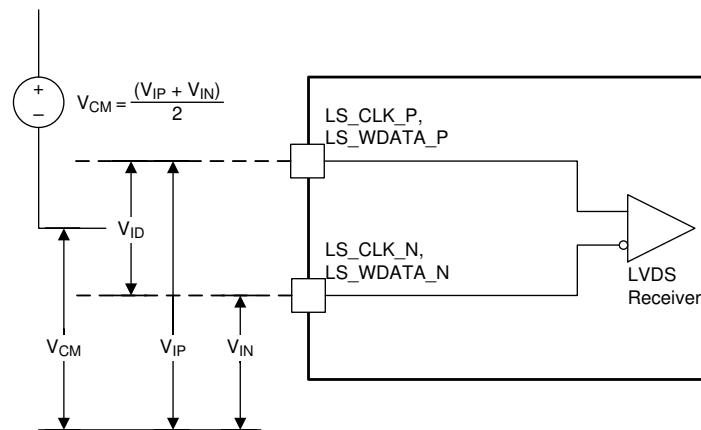 +
−
V_CM = (V_IP + V_IN) / 2
LS_CLK_P,
LS_WDATA_P
V_ID
LS_CLK_N,
LS_WDATA_N
LVDS
Receiver
V_CM
V_IP
V_IN